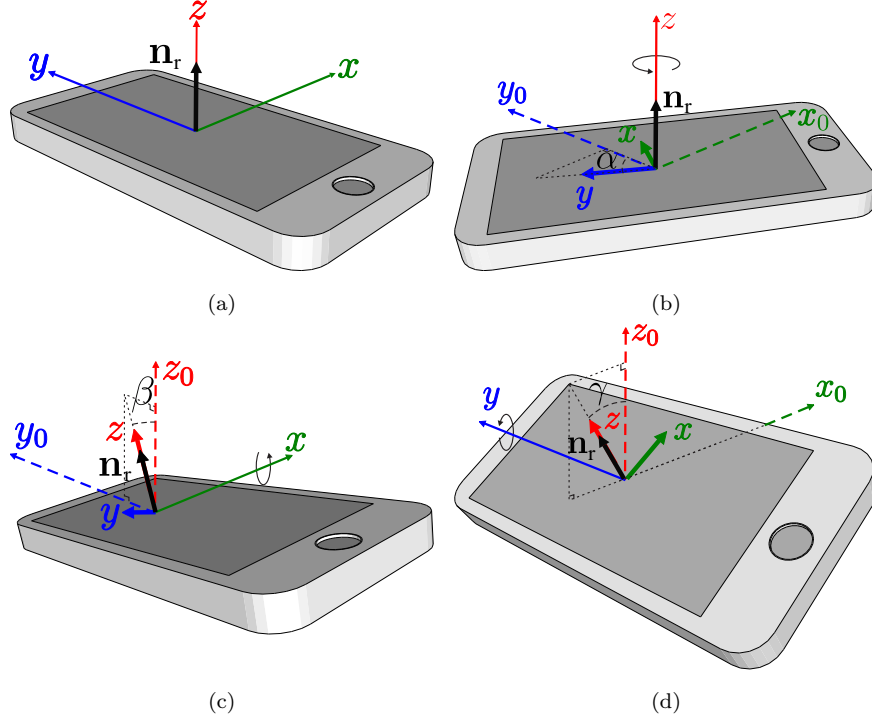 z
n_r
y
x
(a)
z
y_0
n_r
x
x_0
α
y
(b)
β
z_0
z
y_0
x
n_r
y
(c)
z_0
γ
x_0
y
z
x
n_r
(d)